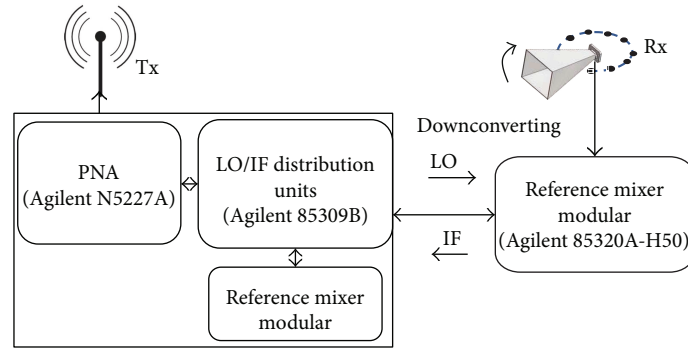 Tx
Rx
PNA
(Agilent N5227A)
LO/IF distribution
units
(Agilent 85309B)
Reference mixer
modular
Downconverting
LO
IF
Reference mixer
modular
(Agilent 85320A-H50)